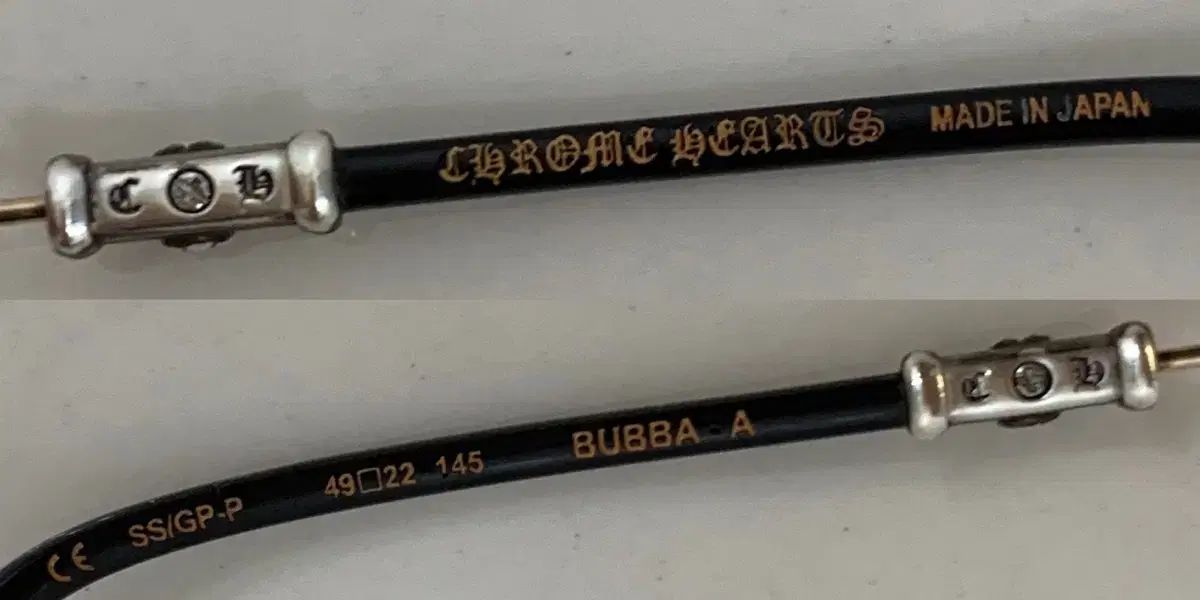 C H
CHROME HEARTS MADE IN JAPAN
C H
BUBBA - A
49□22 145
SS/GP-P
CE